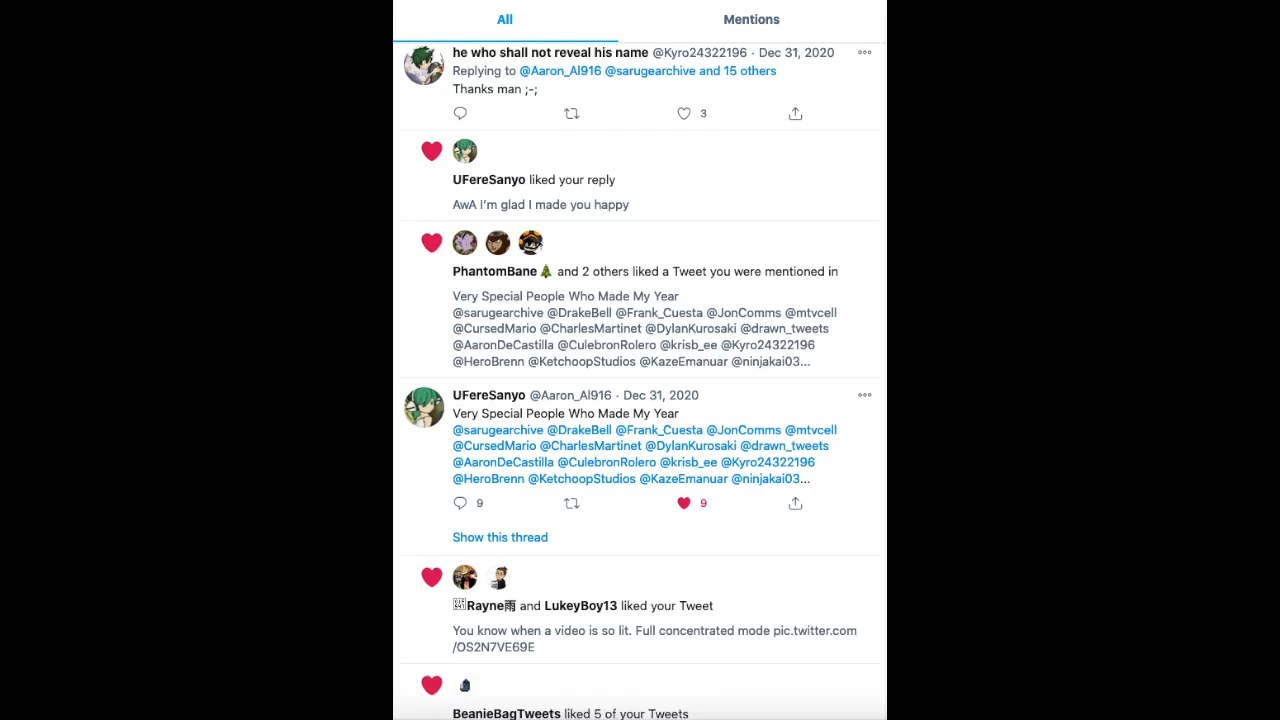 All
Mentions
he who shall not reveal his name @Kyro24322196 · Dec 31, 2020
Replying to @Aaron_Al916 @sarugearchive and 15 others
Thanks man ;-;
3
UFereSanyo liked your reply
AwA I'm glad I made you happy
PhantomBane🎄 and 2 others liked a Tweet you were mentioned in
Very Special People Who Made My Year
@sarugearchive @DrakeBell @Frank_Cuesta @JonComms @mtvcell
@CursedMario @CharlesMartinet @DylanKurosaki @drawn_tweets
@AaronDeCastilla @CulebronRolero @krisb_ee @Kyro24322196
@HeroBrenn @KetchoopStudios @KazeEmanuar @ninjakai03...
UFereSanyo @Aaron_Al916 · Dec 31, 2020
Very Special People Who Made My Year
@sarugearchive @DrakeBell @Frank_Cuesta @JonComms @mtvcell
@CursedMario @CharlesMartinet @DylanKurosaki @drawn_tweets
@AaronDeCastilla @CulebronRolero @krisb_ee @Kyro24322196
@HeroBrenn @KetchoopStudios @KazeEmanuar @ninjakai03...
9 9
Show this thread
Rayne雨 and LukeyBoy13 liked your Tweet
You know when a video is so lit. Full concentrated mode pic.twitter.com
/OS2N7VE69E
BeanieBagTweets liked 5 of your Tweets